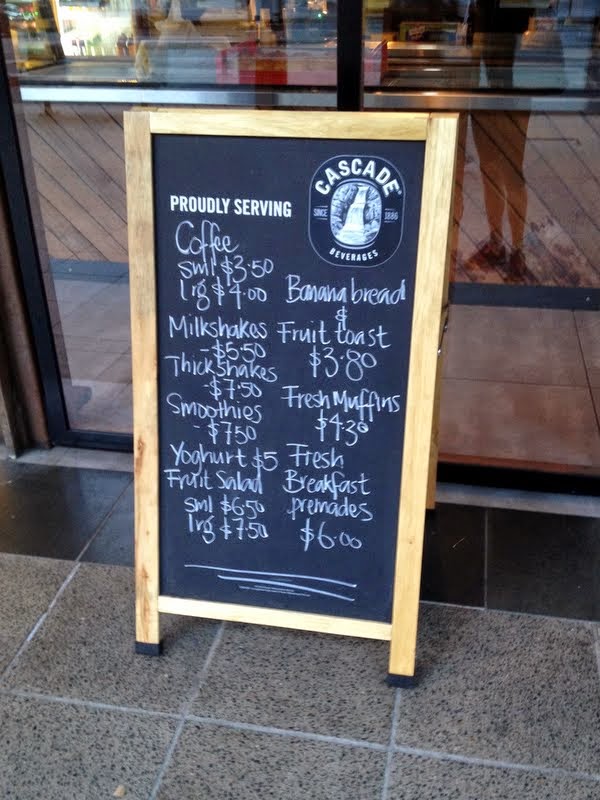 CASCADE
SINCE 1886
BEVERAGES
PROUDLY SERVING
Coffee
sml $3.50
lrg $4.00
Milkshakes
- $5.50
Thickshakes
- $7.50
Smoothies
- $7.50
Yoghurt $5
Fruit Salad
sml $6.50
lrg $7.50
Banana bread
&
Fruit toast
$3.80
Fresh Muffins
$4.30
Fresh
Breakfast
premades
$6.00